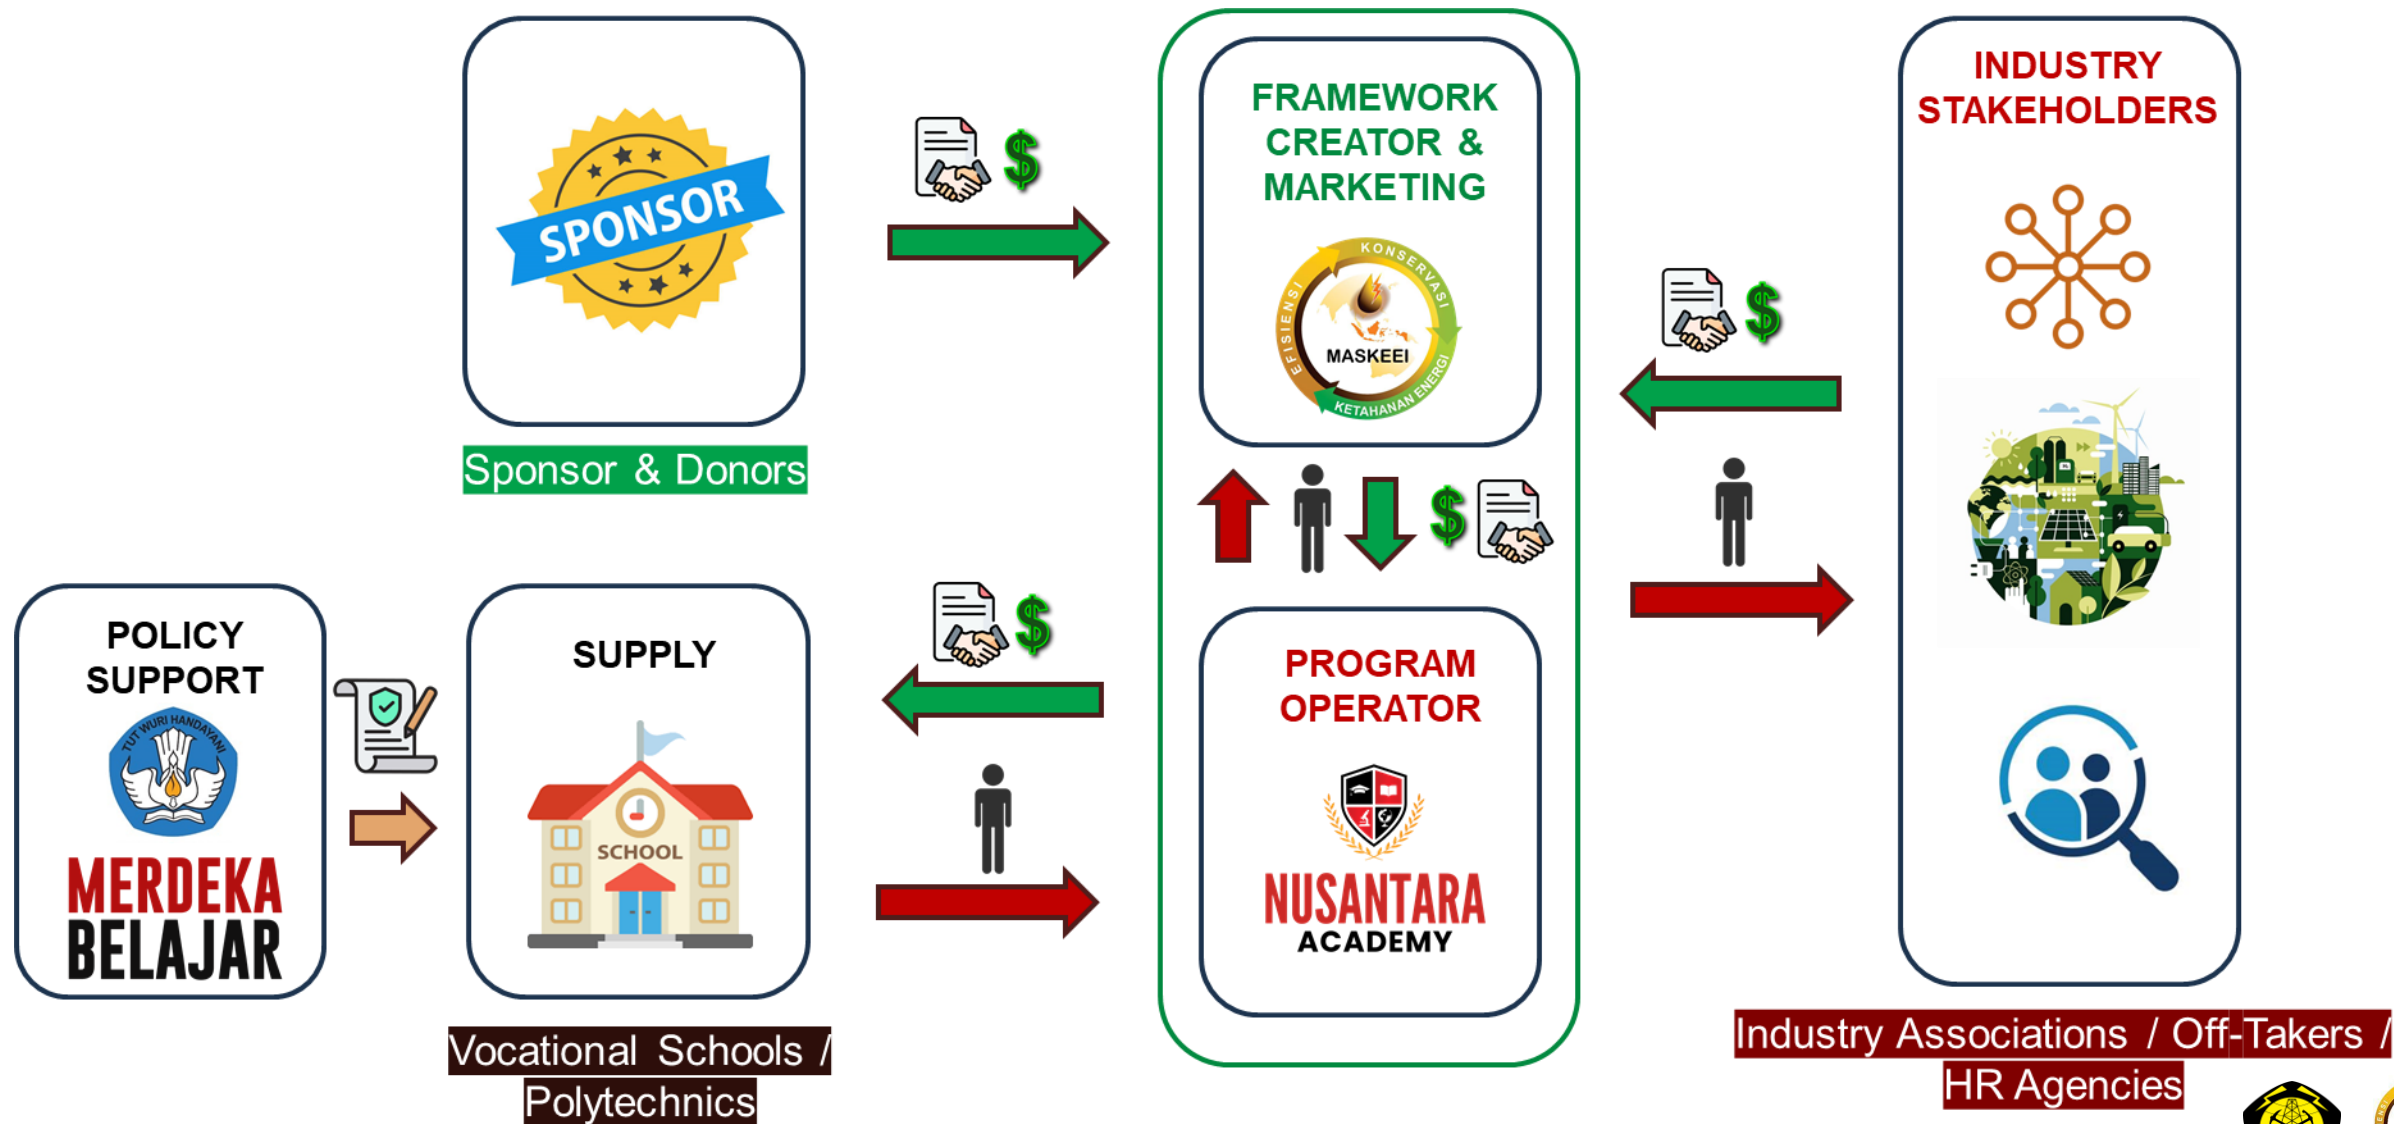 SPONSOR
Sponsor & Donors
POLICY
SUPPORT
TUT WURI HANDAYANI
MERDEKA
BELAJAR
SUPPLY
SCHOOL
Vocational Schools /
Polytechnics
$
$
FRAMEWORK
CREATOR &
MARKETING
EFISIENSI
KONSERVASI
KETAHANAN ENERGI
MASKEEI
$
PROGRAM
OPERATOR
NUSANTARA
ACADEMY
$
INDUSTRY
STAKEHOLDERS
Industry Associations / Off-Takers /
HR Agencies